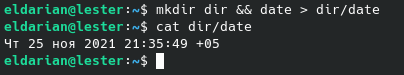 eldarian@lester:~$ mkdir dir && date > dir/date
eldarian@lester:~$ cat dir/date
Чт 25 ноя 2021 21:35:49 +05
eldarian@lester:~$